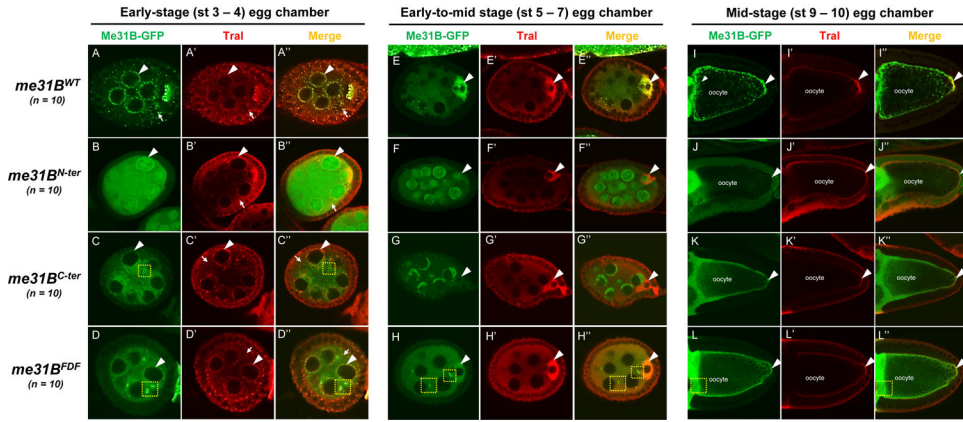 Early-stage (st 3 – 4) egg chamber
Early-to-mid stage (st 5 – 7) egg chamber
Mid-stage (st 9 – 10) egg chamber
Me31B-GFP Tral Merge Me31B-GFP Tral Merge Me31B-GFP Tral Merge
me31B^WT
(n = 10)
A A' A'' E E' E'' I I' I''
oocyte oocyte oocyte
me31B^N-ter
(n = 10)
B B' B'' F F' F'' J J' J''
oocyte oocyte oocyte
me31B^C-ter
(n = 10)
C C' C'' G G' G'' K K' K''
oocyte oocyte oocyte
me31B^FDF
(n = 10)
D D' D'' H H' H'' L L' L''
oocyte oocyte oocyte